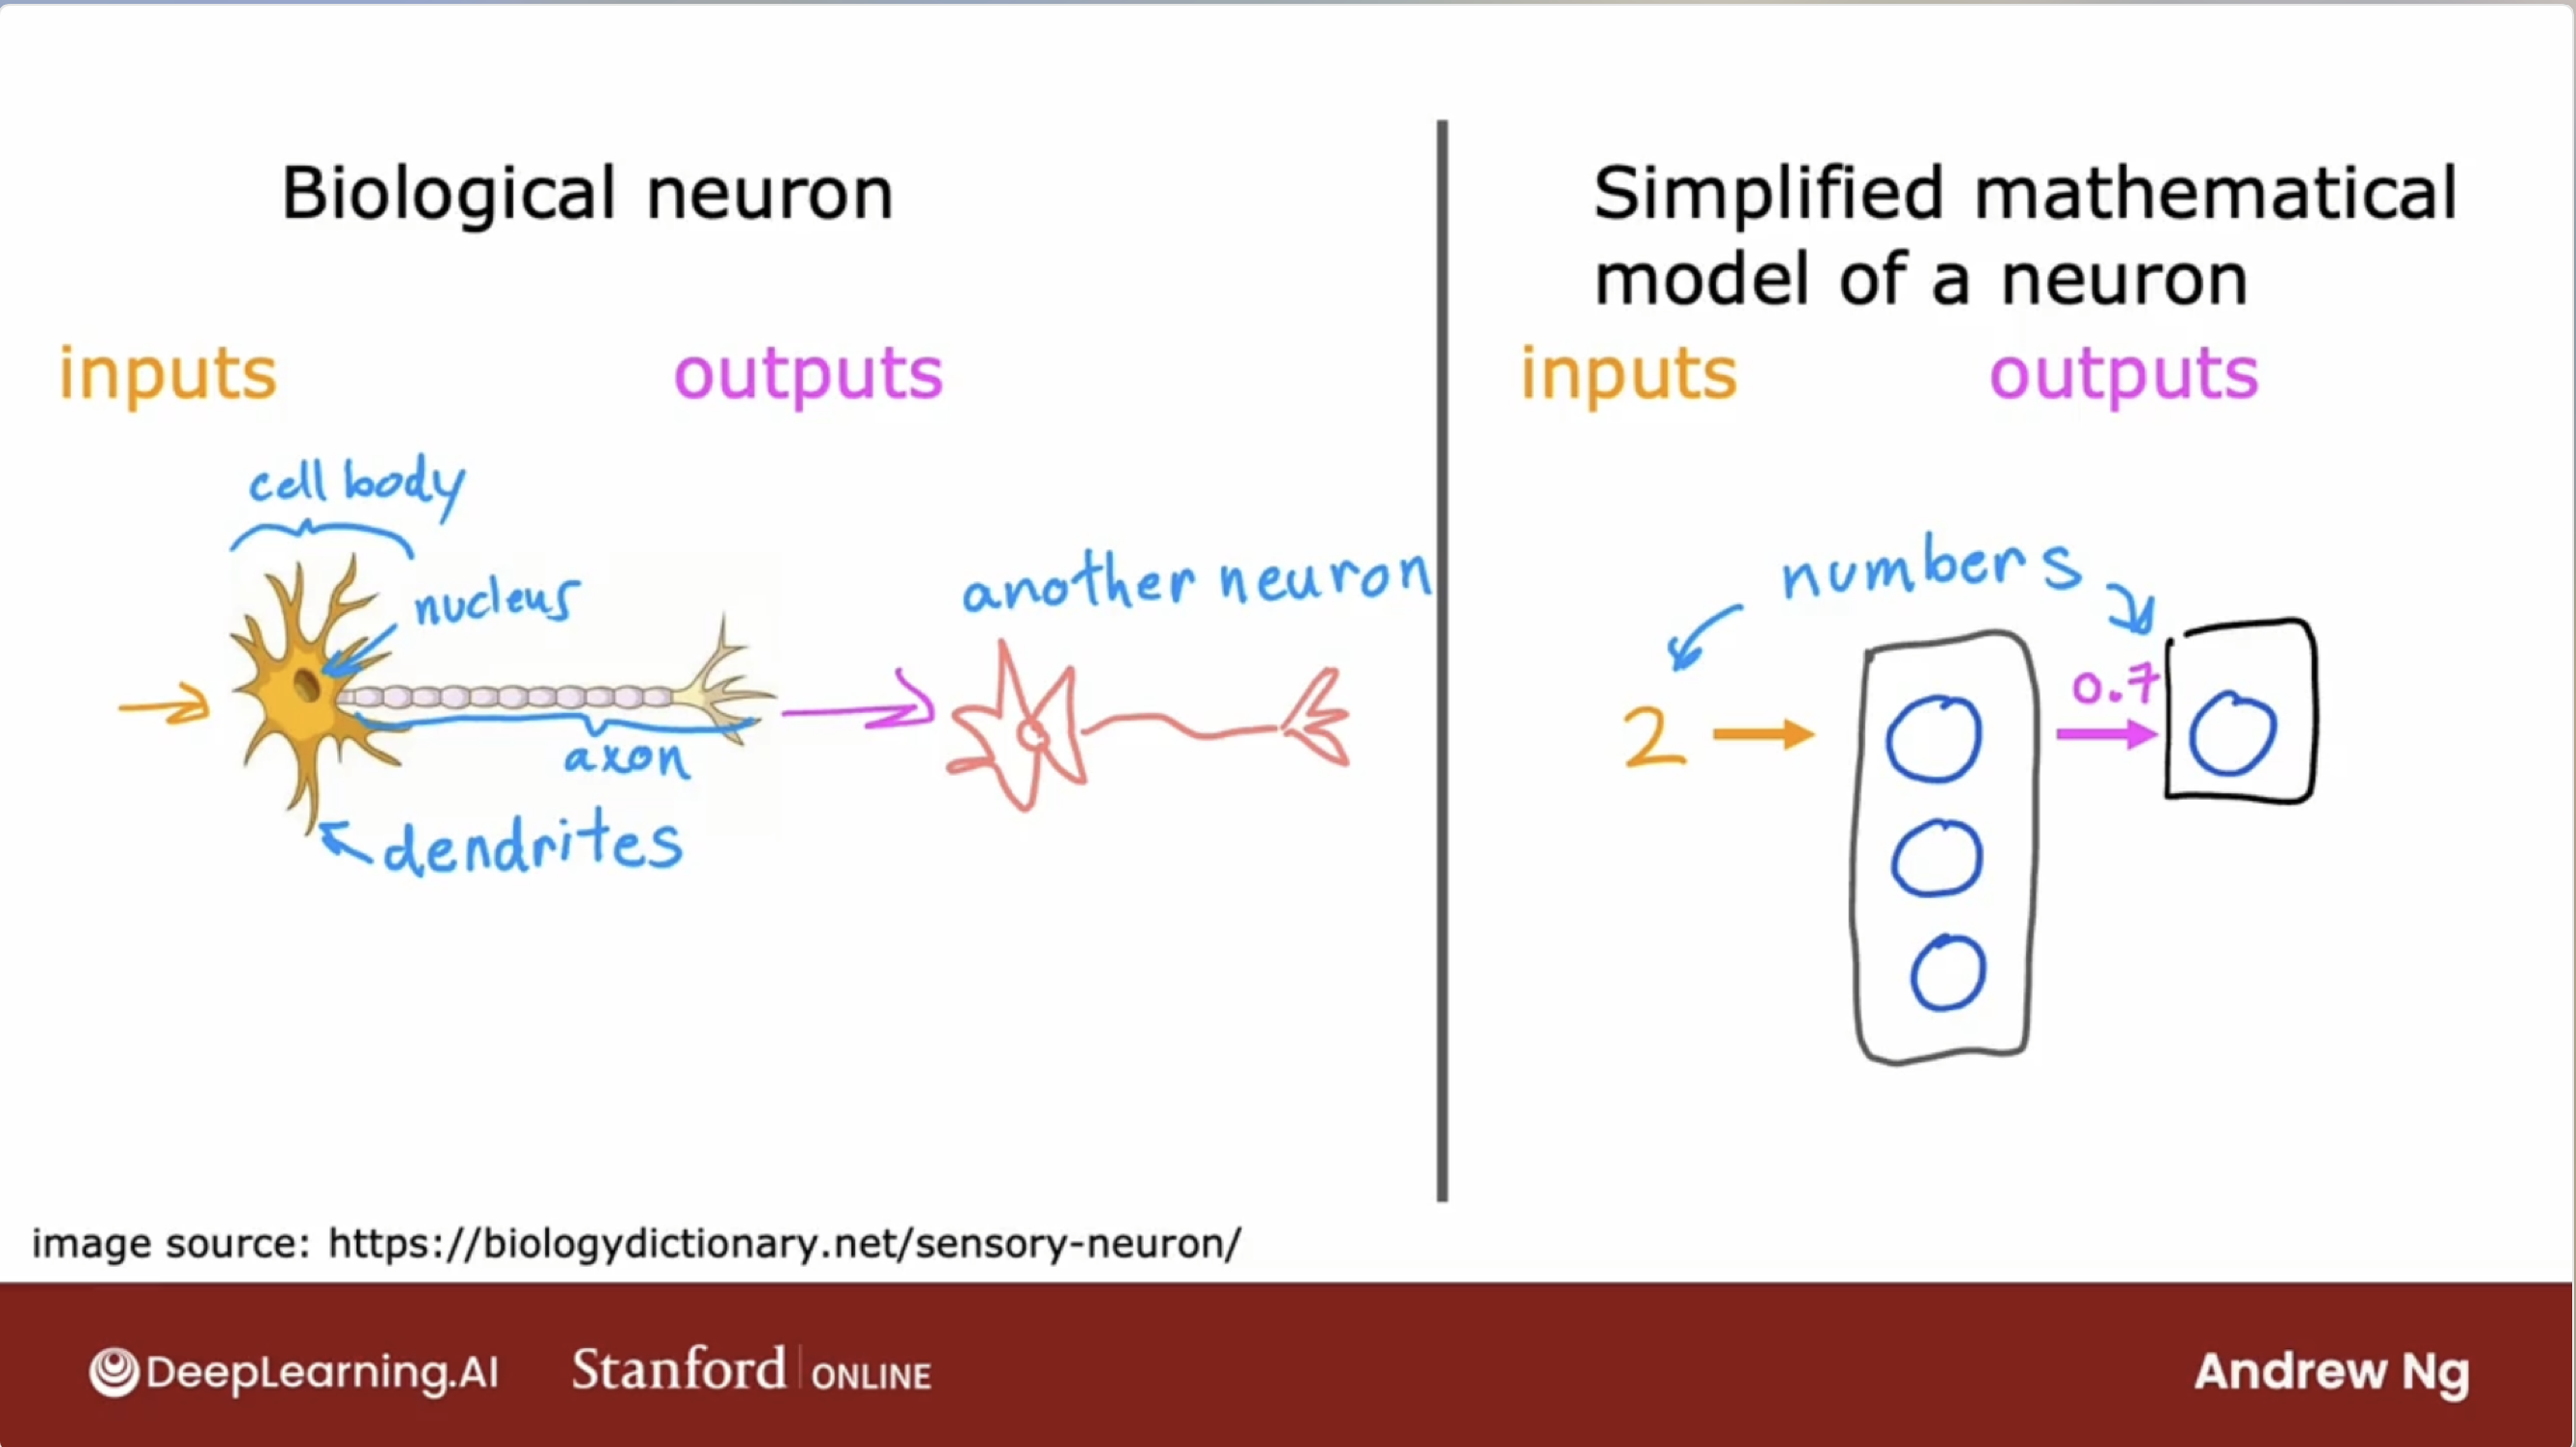 Biological neuron
inputs
outputs
cell body
nucleus
another neuron
axon
dendrites
image source: https://biologydictionary.net/sensory-neuron/
Simplified mathematical
model of a neuron
inputs
outputs
numbers
2
0.7
DeepLearning.AI
Stanford | ONLINE
Andrew Ng